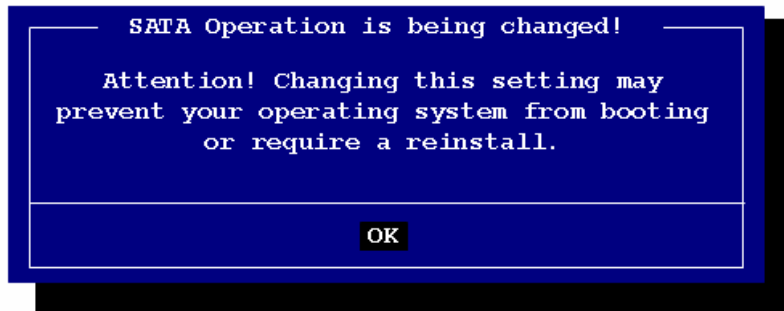 SATA Operation is being changed!
Attention! Changing this setting may
prevent your operating system from booting
or require a reinstall.
OK